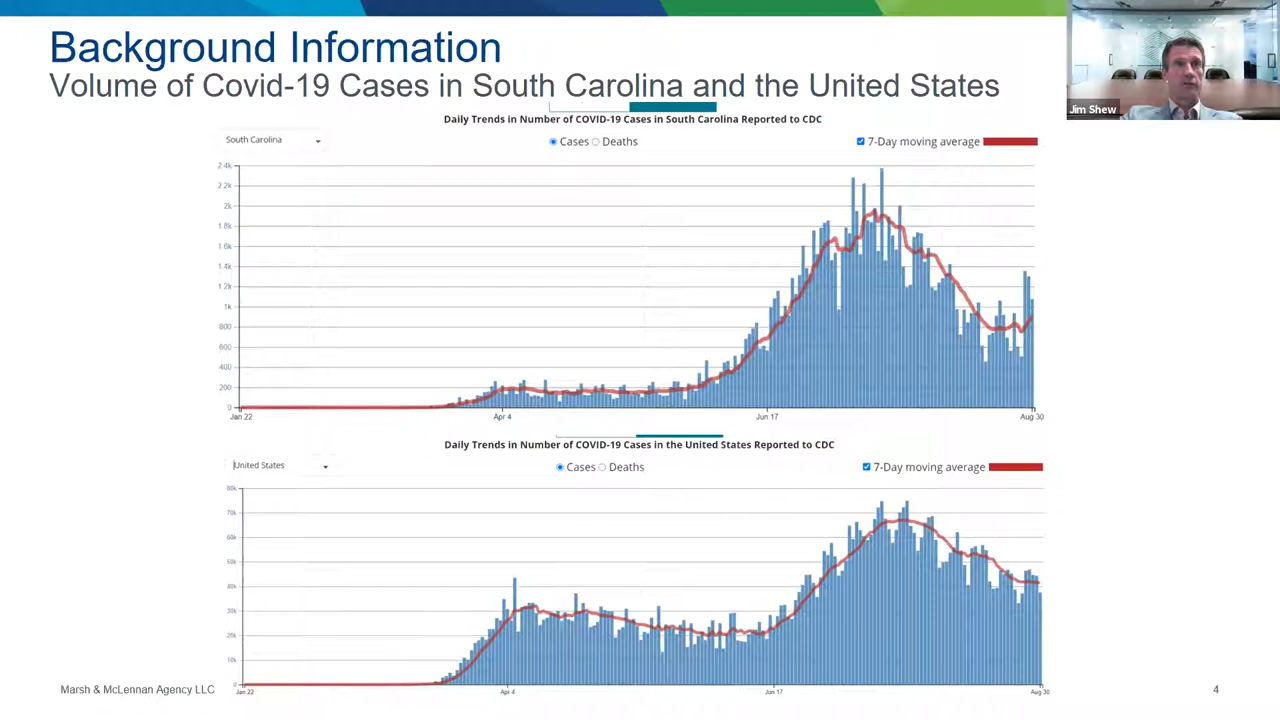 Background Information
Volume of Covid-19 Cases in South Carolina and the United States
Jim Shew
Daily Trends in Number of COVID-19 Cases in South Carolina Reported to CDC
South Carolina
Cases Deaths
7-Day moving average
2.4k
2.2k
2k
1.8k
1.6k
1.4k
1.2k
1k
800
600
400
200
0
Jan 22 Apr 4 Jun 17 Aug 30
Daily Trends in Number of COVID-19 Cases in the United States Reported to CDC
United States
Cases Deaths
7-Day moving average
80k
70k
60k
50k
40k
30k
20k
10k
0
Jan 22 Apr 4 Jun 17 Aug 30
Marsh & McLennan Agency LLC
4